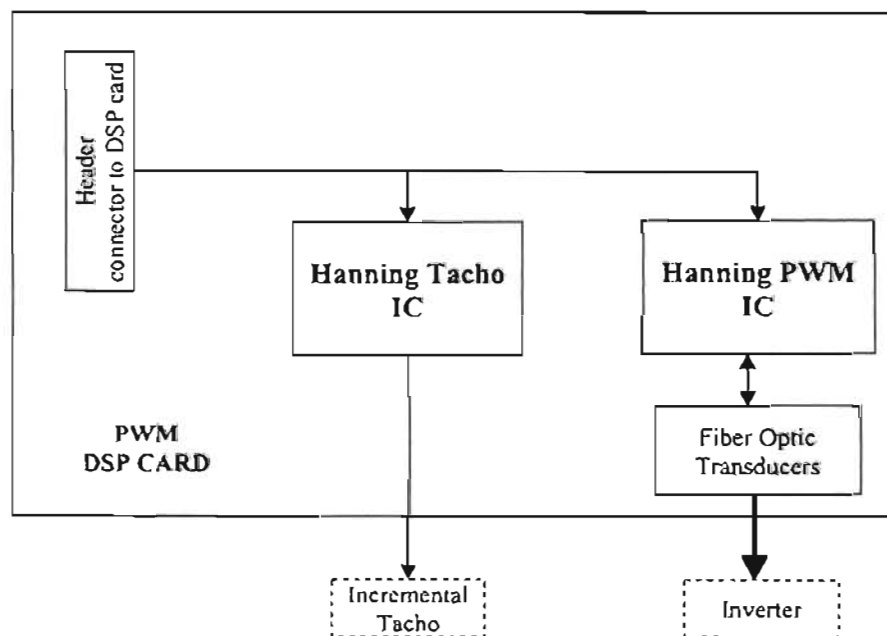 Header
connector to DSP card
Hanning Tacho
IC
Hanning PWM
IC
PWM
DSP CARD
Fiber Optic
Transducers
Incremental
Tacho
Inverter